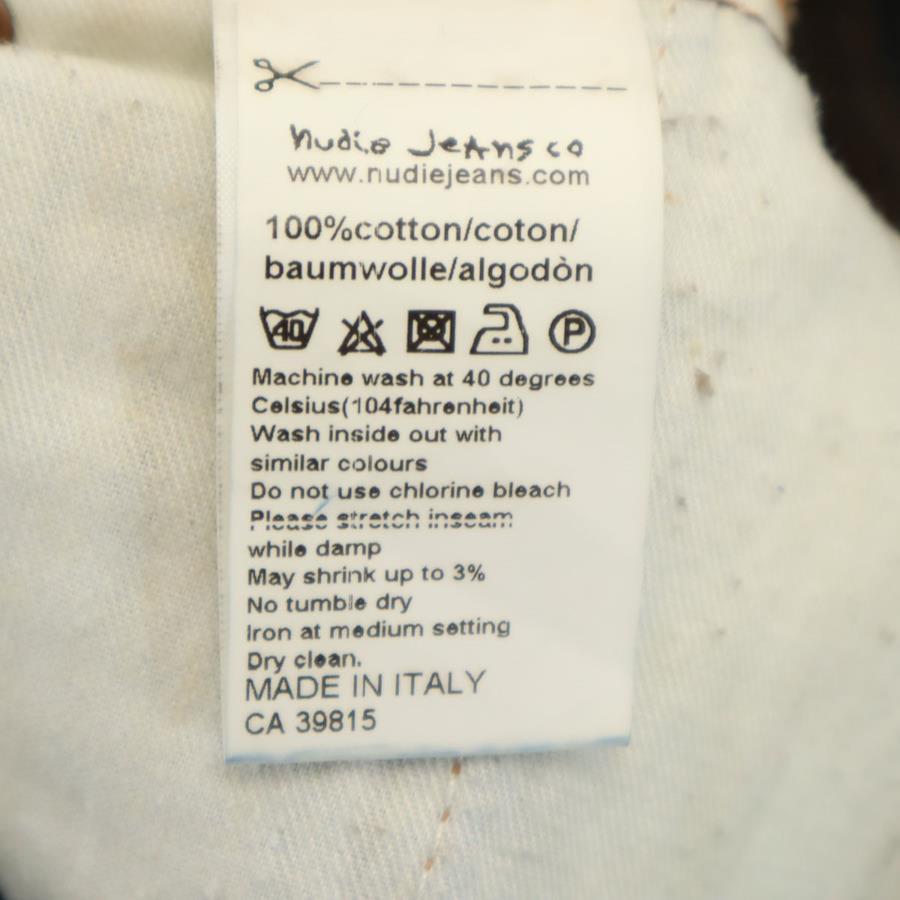 nudie Jeans co
www.nudiejeans.com
100%cotton/coton/
baumwolle/algodòn
40 P
Machine wash at 40 degrees
Celsius(104fahrenheit)
Wash inside out with
similar colours
Do not use chlorine bleach
Please stretch inseam
while damp
May shrink up to 3%
No tumble dry
Iron at medium setting
Dry clean.
MADE IN ITALY
CA 39815